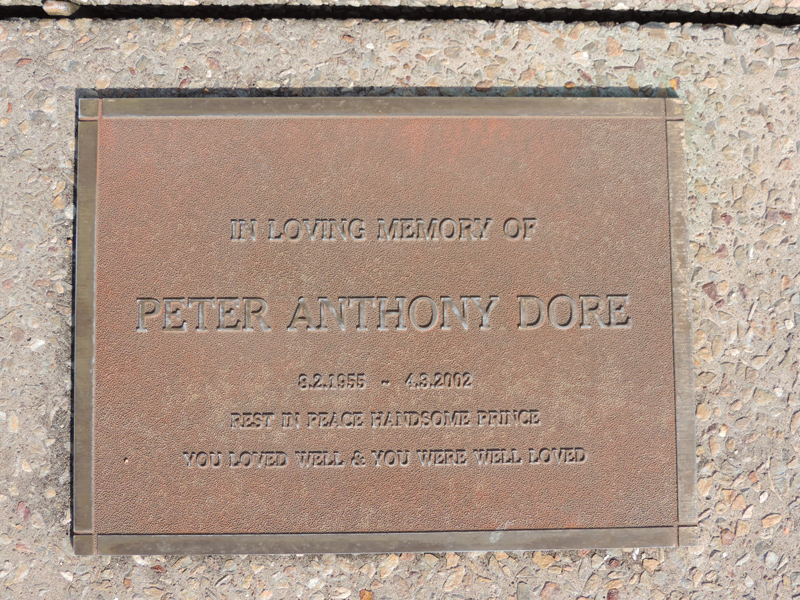 IN LOVING MEMORY OF
PETER ANTHONY DORE
8.2.1955 ~ 4.3.2002
REST IN PEACE HANDSOME PRINCE
YOU LOVED WELL & YOU WERE WELL LOVED